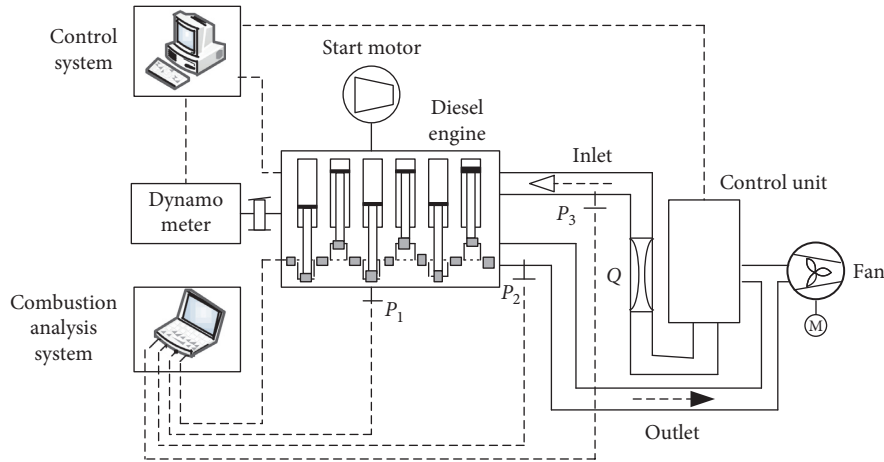 Control
system
Start motor
Diesel
engine
Inlet
Control unit
Dynamo
meter
P3
Fan
Q
P2
Combustion
analysis
system
P1
M
Outlet